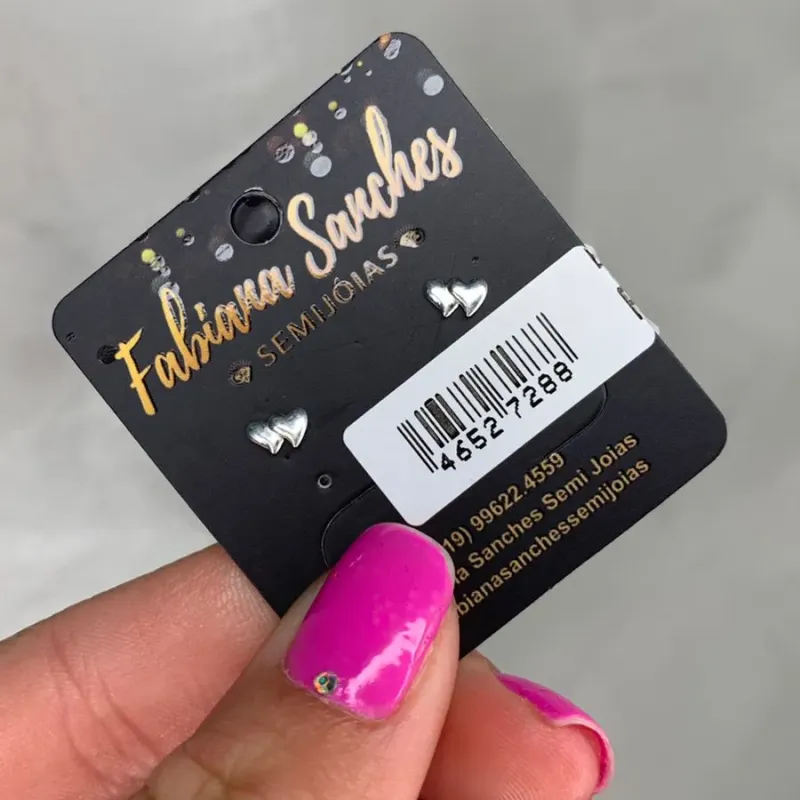 Fabiana Sanches
SEMIJÓIAS
4652 7288
19) 99622.4559
Sanches Semi Joias
bianasanchessemijoias